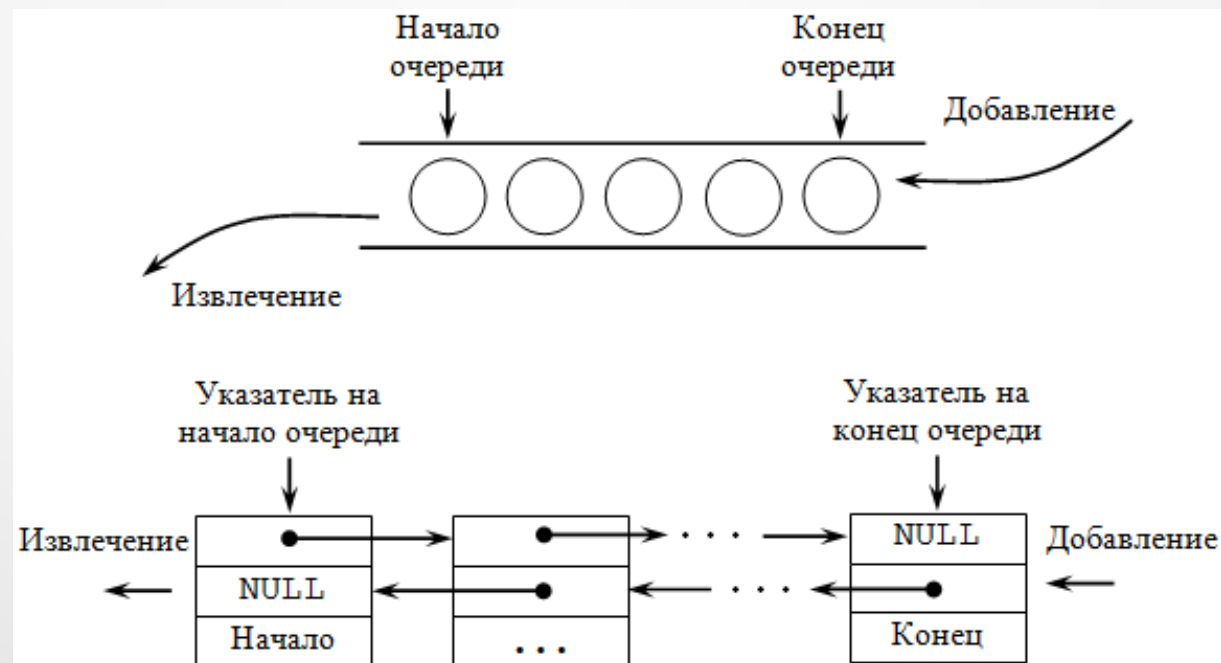 Начало
очереди
Конец
очереди
Добавление
Извлечение
Указатель на
начало очереди
Указатель на
конец очереди
Извлечение
NULL
Добавление
NULL
Начало
...
Конец